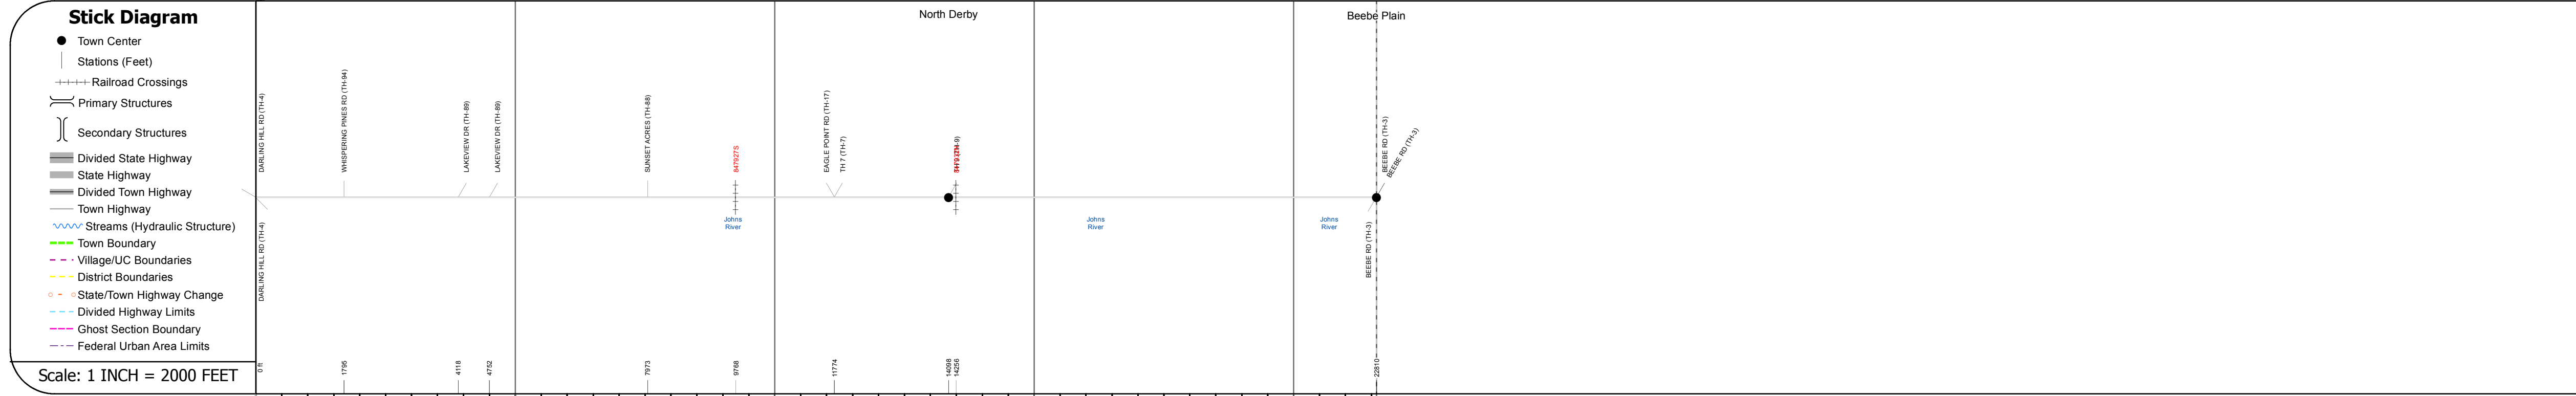 Stick Diagram
Town Center
Stations (Feet)
Railroad Crossings
Primary Structures
Secondary Structures
Divided State Highway
State Highway
Divided Town Highway
Town Highway
Streams (Hydraulic Structure)
Town Boundary
Village/UC Boundaries
District Boundaries
State/Town Highway Change
Divided Highway Limits
Ghost Section Boundary
Federal Urban Area Limits
Scale: 1 INCH = 2000 FEET
North Derby
Beebe Plain
DARLING HILL RD (TH-4)
WHISPERING PINES RD (TH-94)
LAKEVIEW DR (TH-89)
LAKEVIEW DR (TH-89)
SUNSET ACRES (TH-88)
847927S
EAGLE POINT RD (TH-17)
TH 7 (TH-7)
BEEBE RD (TH-3)
BEEBE RD (TH-3)
DARLING HILL RD (TH-4)
Johns
River
Johns
River
Johns
River
BEEBE RD (TH-3)
0 ft
1795
4118
4752
7973
9768
11774
14098
14256
22810